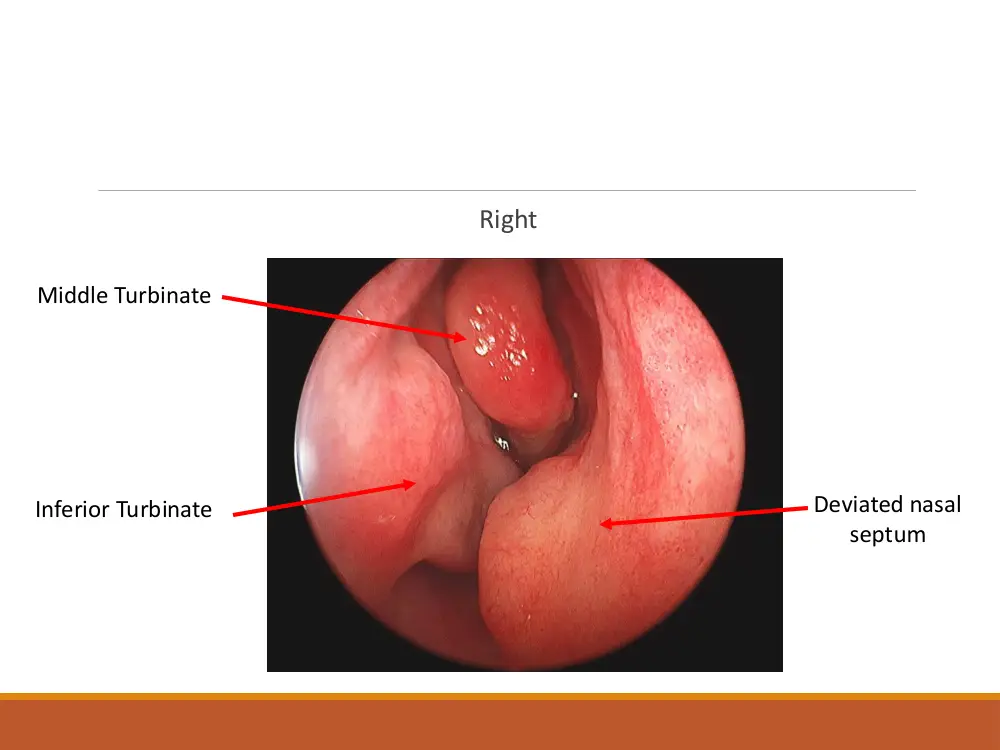 Right
Middle Turbinate
Inferior Turbinate
Deviated nasal
septum